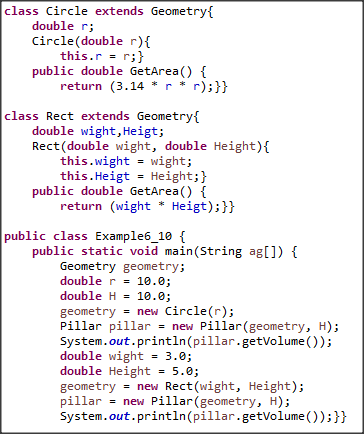 class Circle extends Geometry{
    double r;
    Circle(double r){
        this.r = r;}
    public double GetArea() {
        return (3.14 * r * r);}}

class Rect extends Geometry{
    double wight,Heigt;
    Rect(double wight, double Height){
        this.wight = wight;
        this.Heigt = Height;}
    public double GetArea() {
        return (wight * Heigt);}}

public class Example6_10 {
    public static void main(String ag[]) {
        Geometry geometry;
        double r = 10.0;
        double H = 10.0;
        geometry = new Circle(r);
        Pillar pillar = new Pillar(geometry, H);
        System.out.println(pillar.getVolume());
        double wight = 3.0;
        double Height = 5.0;
        geometry = new Rect(wight, Height);
        pillar = new Pillar(geometry, H);
        System.out.println(pillar.getVolume());}}